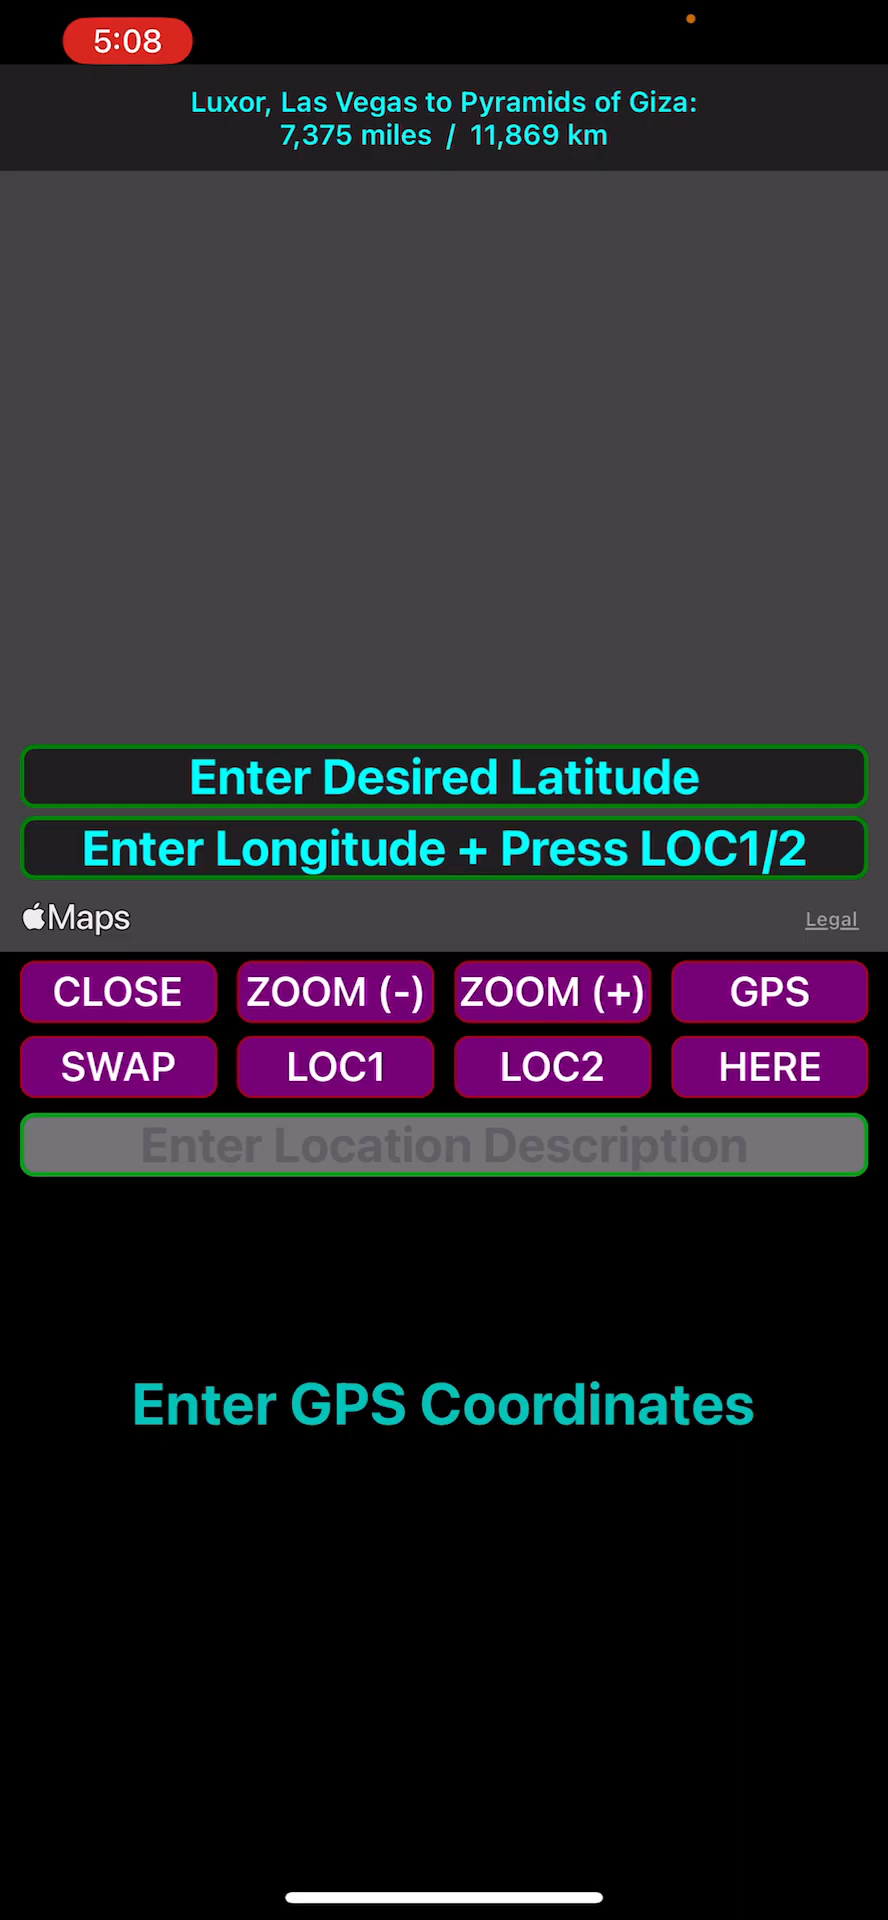 5:08
Luxor, Las Vegas to Pyramids of Giza:
7,375 miles / 11,869 km
Enter Desired Latitude
Enter Longitude + Press LOC1/2
Maps
Legal
CLOSE
ZOOM (-)
ZOOM (+)
GPS
SWAP
LOC1
LOC2
HERE
Enter Location Description
Enter GPS Coordinates